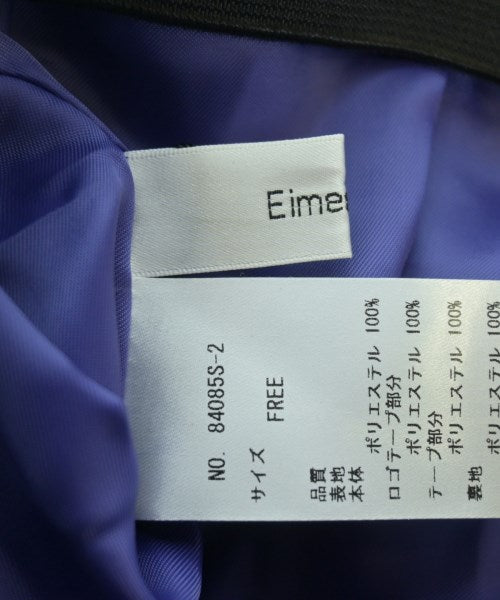 Eime
NO. 84085S-2
サイズ FREE
品質
表地
本体 ポリエステル 100%
ロゴテープ部分
ポリエステル 100%
テープ部分
ポリエステル 100%
裏地 ポリエステル 100%